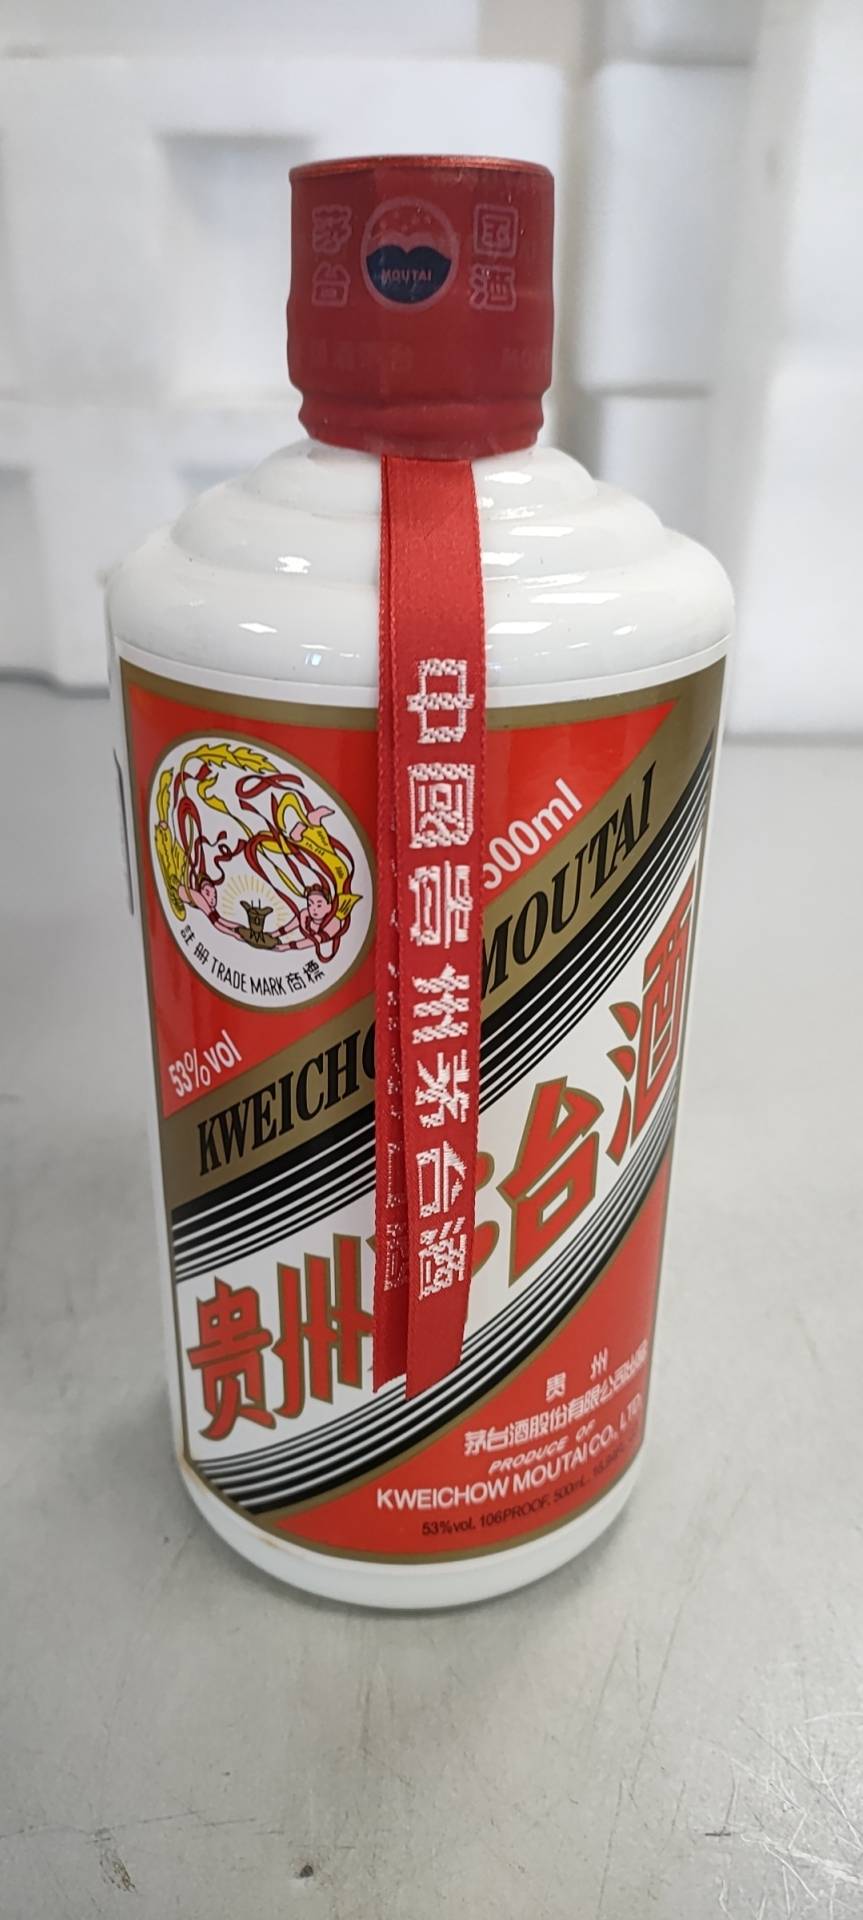 茅台
国酒
MOUTAI
中國貴州茅台酒
500ml
註册 TRADE MARK 商標
53%vol
KWEICHO MOUTAI
贵州 台酒
贵州
茅台酒股份有限公司出品
PRODUCE OF
KWEICHOW MOUTAI CO., LTD.
53%vol. 106PROOF. 500mL.